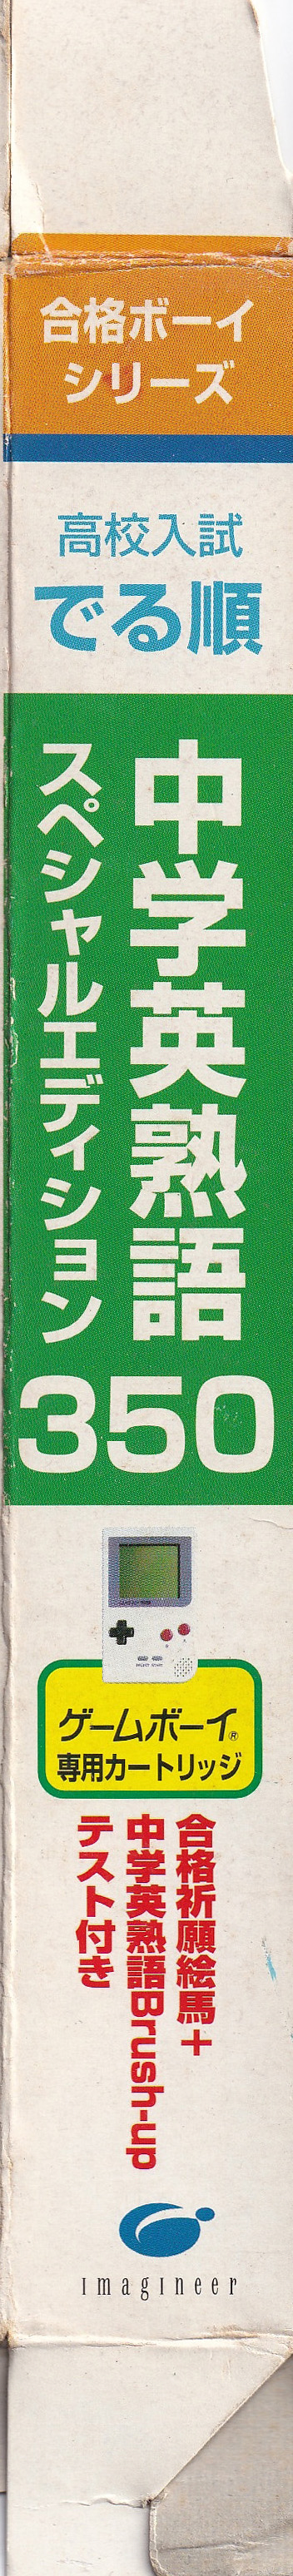 合格ボーイ
シリーズ
高校入試
でる順
中学英熟語
スペシャルエディション
350
ゲームボーイ®
専用カートリッジ
合格祈願絵馬＋
中学英熟語Brush-up
テスト付き
Imagineer